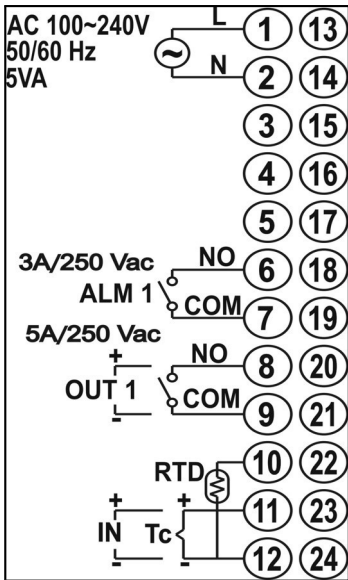 AC 100~240V L 1 13
50/60 Hz
5VA N 2 14
3 15
4 16
5 17
3A/250 Vac NO 6 18
ALM 1 COM 7 19
5A/250 Vac
+ NO 8 20
OUT 1 COM
- 9 21
RTD 10 22
+ + 11 23
IN Tc
- - 12 24